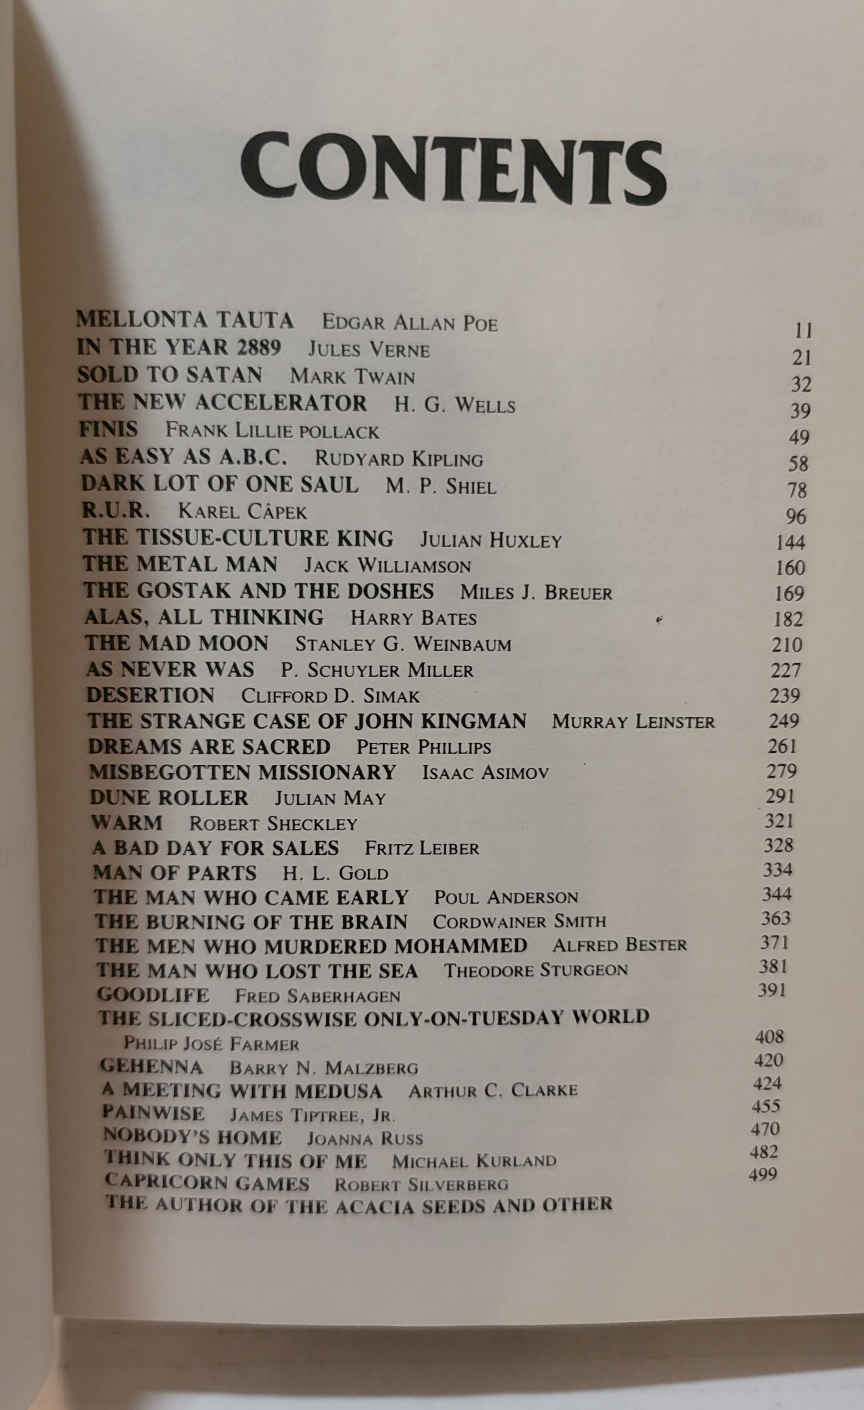 CONTENTS
MELLONTA TAUTA EDGAR ALLAN POE 11
IN THE YEAR 2889 JULES VERNE 21
SOLD TO SATAN MARK TWAIN 32
THE NEW ACCELERATOR H. G. WELLS 39
FINIS FRANK LILLIE POLLACK 49
AS EASY AS A.B.C. RUDYARD KIPLING 58
DARK LOT OF ONE SAUL M. P. SHIEL 78
R.U.R. KAREL CÂPEK 96
THE TISSUE-CULTURE KING JULIAN HUXLEY 144
THE METAL MAN JACK WILLIAMSON 160
THE GOSTAK AND THE DOSHES MILES J. BREUER 169
ALAS, ALL THINKING HARRY BATES 182
THE MAD MOON STANLEY G. WEINBAUM 210
AS NEVER WAS P. SCHUYLER MILLER 227
DESERTION CLIFFORD D. SIMAK 239
THE STRANGE CASE OF JOHN KINGMAN MURRAY LEINSTER 249
DREAMS ARE SACRED PETER PHILLIPS 261
MISBEGOTTEN MISSIONARY ISAAC ASIMOV 279
DUNE ROLLER JULIAN MAY 291
WARM ROBERT SHECKLEY 321
A BAD DAY FOR SALES FRITZ LEIBER 328
MAN OF PARTS H. L. GOLD 334
THE MAN WHO CAME EARLY POUL ANDERSON 344
THE BURNING OF THE BRAIN CORDWAINER SMITH 363
THE MEN WHO MURDERED MOHAMMED ALFRED BESTER 371
THE MAN WHO LOST THE SEA THEODORE STURGEON 381
GOODLIFE FRED SABERHAGEN 391
THE SLICED-CROSSWISE ONLY-ON-TUESDAY WORLD
PHILIP JOSÉ FARMER 408
GEHENNA BARRY N. MALZBERG 420
A MEETING WITH MEDUSA ARTHUR C. CLARKE 424
PAINWISE JAMES TIPTREE, JR. 455
NOBODY'S HOME JOANNA RUSS 470
THINK ONLY THIS OF ME MICHAEL KURLAND 482
CAPRICORN GAMES ROBERT SILVERBERG 499
THE AUTHOR OF THE ACACIA SEEDS AND OTHER